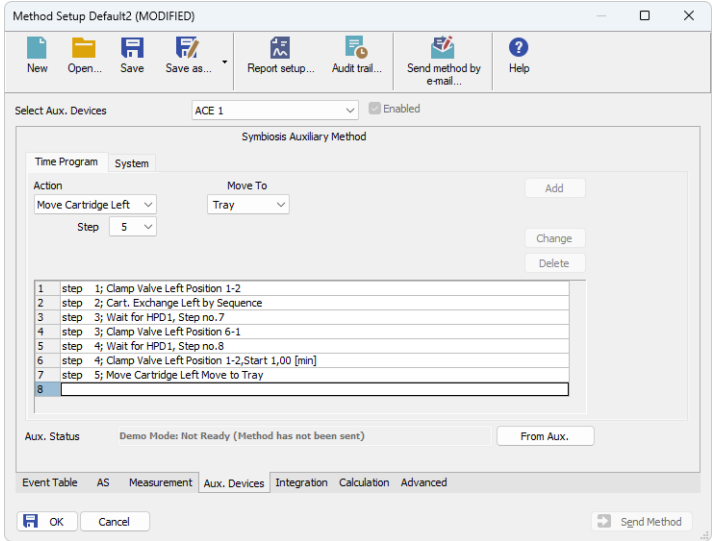 Method Setup Default2 (MODIFIED)
New Open... Save Save as... Report setup... Audit trail... Send method by e-mail... Help
Select Aux. Devices ACE 1 Enabled
Symbiosis Auxiliary Method
Time Program System
Action Move To Add
Move Cartridge Left Tray
Step 5
Change
Delete
1 step 1; Clamp Valve Left Position 1-2
2 step 2; Cart. Exchange Left by Sequence
3 step 3; Wait for HPD1, Step no.7
4 step 3; Clamp Valve Left Position 6-1
5 step 4; Wait for HPD1, Step no.8
6 step 4; Clamp Valve Left Position 1-2,Start 1,00 [min]
7 step 5; Move Cartridge Left Move to Tray
8
Aux. Status Demo Mode: Not Ready (Method has not been sent) From Aux.
Event Table AS Measurement Aux. Devices Integration Calculation Advanced
OK Cancel Send Method